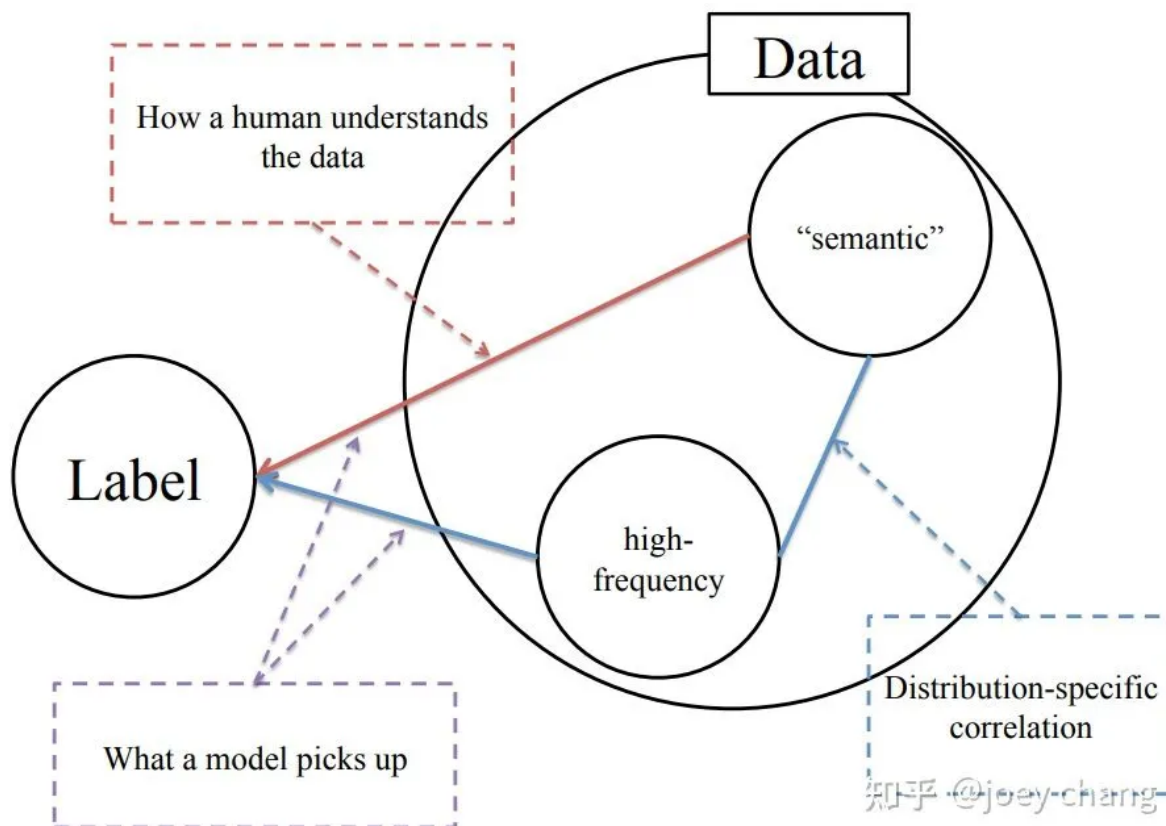 Data
How a human understands
the data
“semantic”
Label
high-
frequency
Distribution-specific
correlation
What a model picks up
知乎 @joey chang